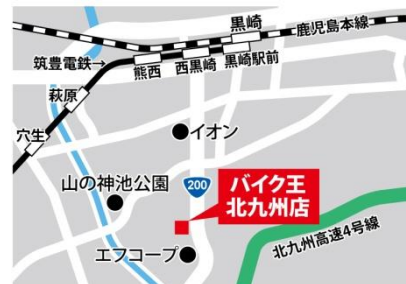 黒崎
鹿児島本線
筑豊電鉄→
熊西
西黒崎
黒崎駅前
萩原
穴生
イオン
山の神池公園
200
バイク王
北九州店
エフコープ
北九州高速4号線